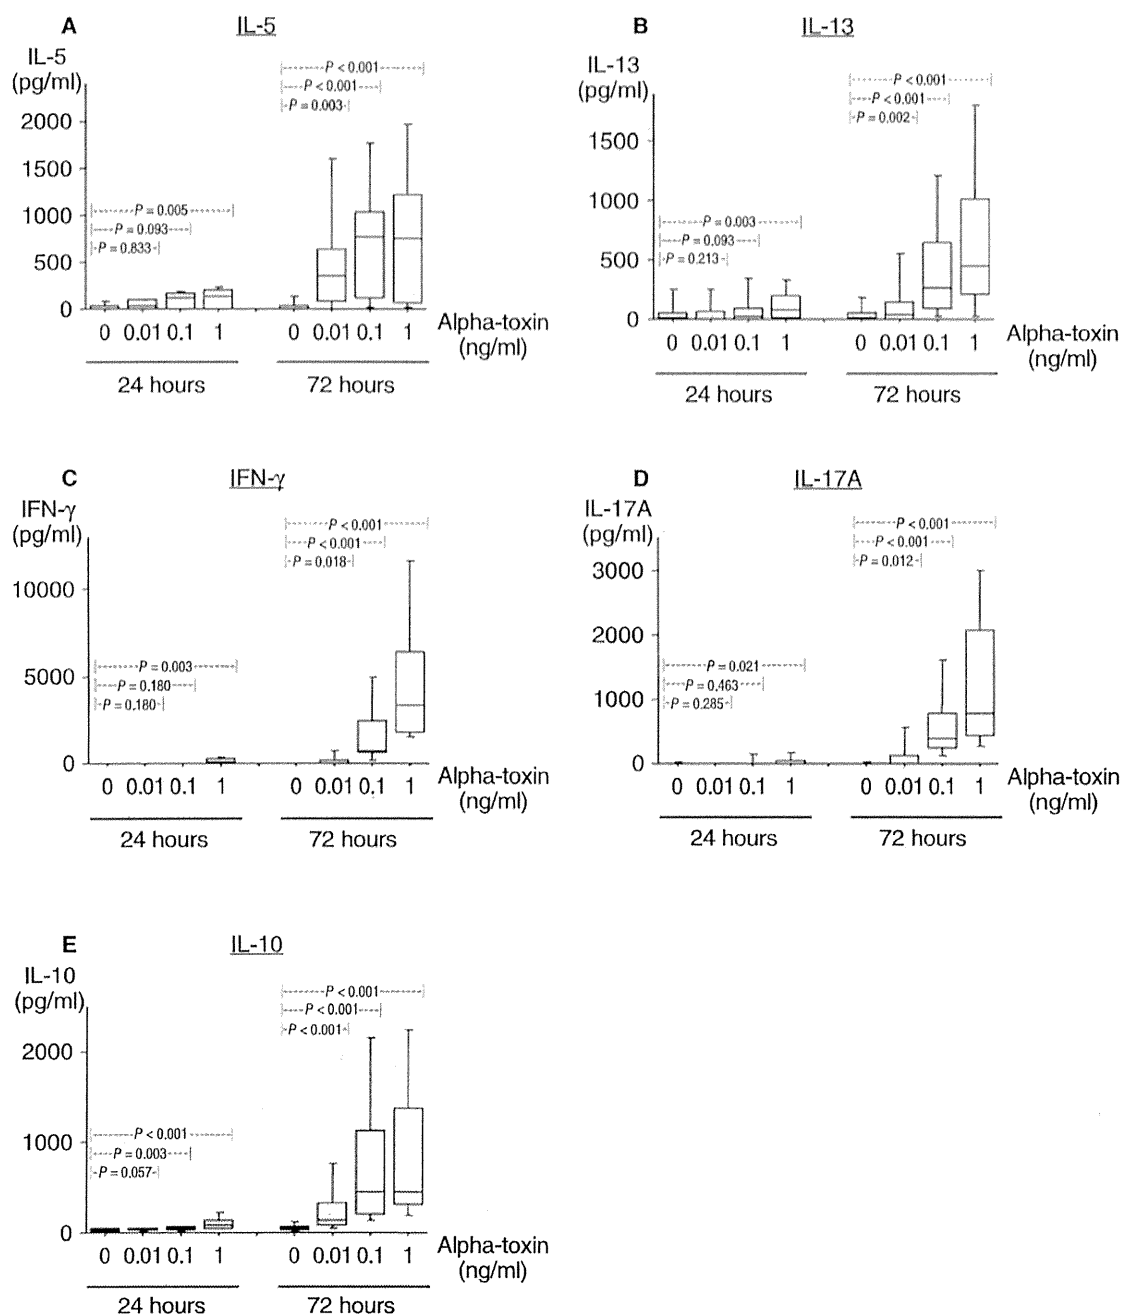 A IL-5
IL-5
(pg/ml)
P < 0.001
P < 0.001
P = 0.003
2000
1500
1000
500
0
P = 0.005
P = 0.093
P = 0.833
0 0.01 0.1 1 0 0.01 0.1 1
Alpha-toxin
(ng/ml)
24 hours 72 hours
B IL-13
IL-13
(pg/ml)
P < 0.001
P < 0.001
P = 0.002
1500
1000
500
0
P = 0.003
P = 0.093
P = 0.213
0 0.01 0.1 1 0 0.01 0.1 1
Alpha-toxin
(ng/ml)
24 hours 72 hours
C IFN-γ
IFN-γ
(pg/ml)
P < 0.001
P < 0.001
P = 0.018
10000
5000
0
P = 0.003
P = 0.180
P = 0.180
0 0.01 0.1 1 0 0.01 0.1 1
Alpha-toxin
(ng/ml)
24 hours 72 hours
D IL-17A
IL-17A
(pg/ml)
P < 0.001
P < 0.001
P = 0.012
3000
2000
1000
0
P = 0.021
P = 0.463
P = 0.285
0 0.01 0.1 1 0 0.01 0.1 1
Alpha-toxin
(ng/ml)
24 hours 72 hours
E IL-10
IL-10
(pg/ml)
P < 0.001
P < 0.001
P < 0.001
2000
1000
0
P < 0.001
P = 0.003
P = 0.057
0 0.01 0.1 1 0 0.01 0.1 1
Alpha-toxin
(ng/ml)
24 hours 72 hours